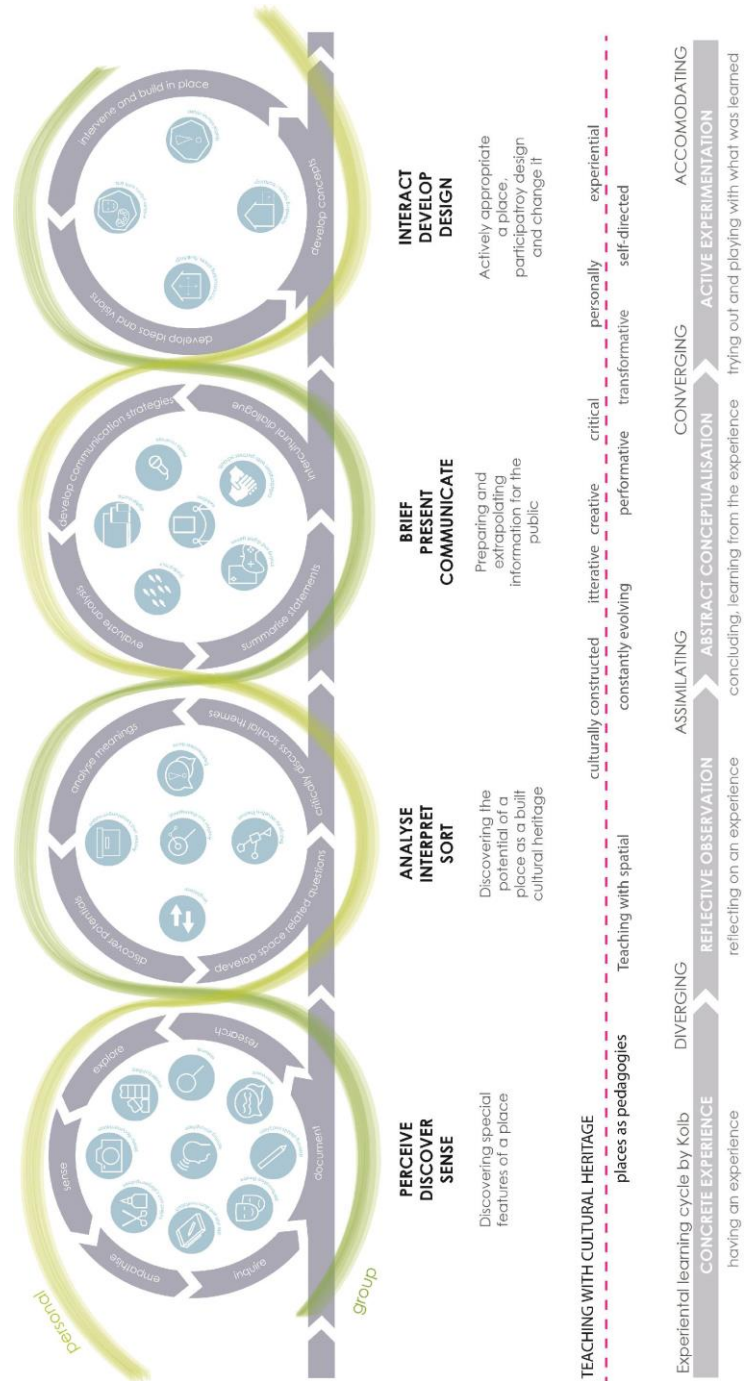 personal
group
sense
explore
research
document
inquire
empathise
discover potentials
analyse meanings
critically discuss spatial themes
develop space related questions
evaluate analysis
develop communication strategies
intercultural dialogue
summarise statements
develop ideas and visions
intervene and build in place
develop concepts
PERCEIVE
DISCOVER
SENSE
Discovering special
features of a place
ANALYSE
INTERPRET
SORT
Discovering the
potential of a
place as a built
cultural heritage
BRIEF
PRESENT
COMMUNICATE
Preparing and
extrapolating
information for the
public
INTERACT
DEVELOP
DESIGN
Actively appropriate
a place,
participatroy design
and change it
TEACHING WITH CULTURAL HERITAGE
culturally constructed
itterative
creative
critical
personally
experiential
places as pedagogies
Teaching with spatial
constantly evolving
performative
transformative
self-directed
Experiental learning cycle by Kolb
DIVERGING
ASSIMILATING
CONVERGING
ACCOMODATING
CONCRETE EXPERIENCE
REFLECTIVE OBSERVATION
ABSTRACT CONCEPTUALISATION
ACTIVE EXPERIMENTATION
having an experience
reflecting on an experience
concluding, learning from the experience
trying out and playing with what was learned